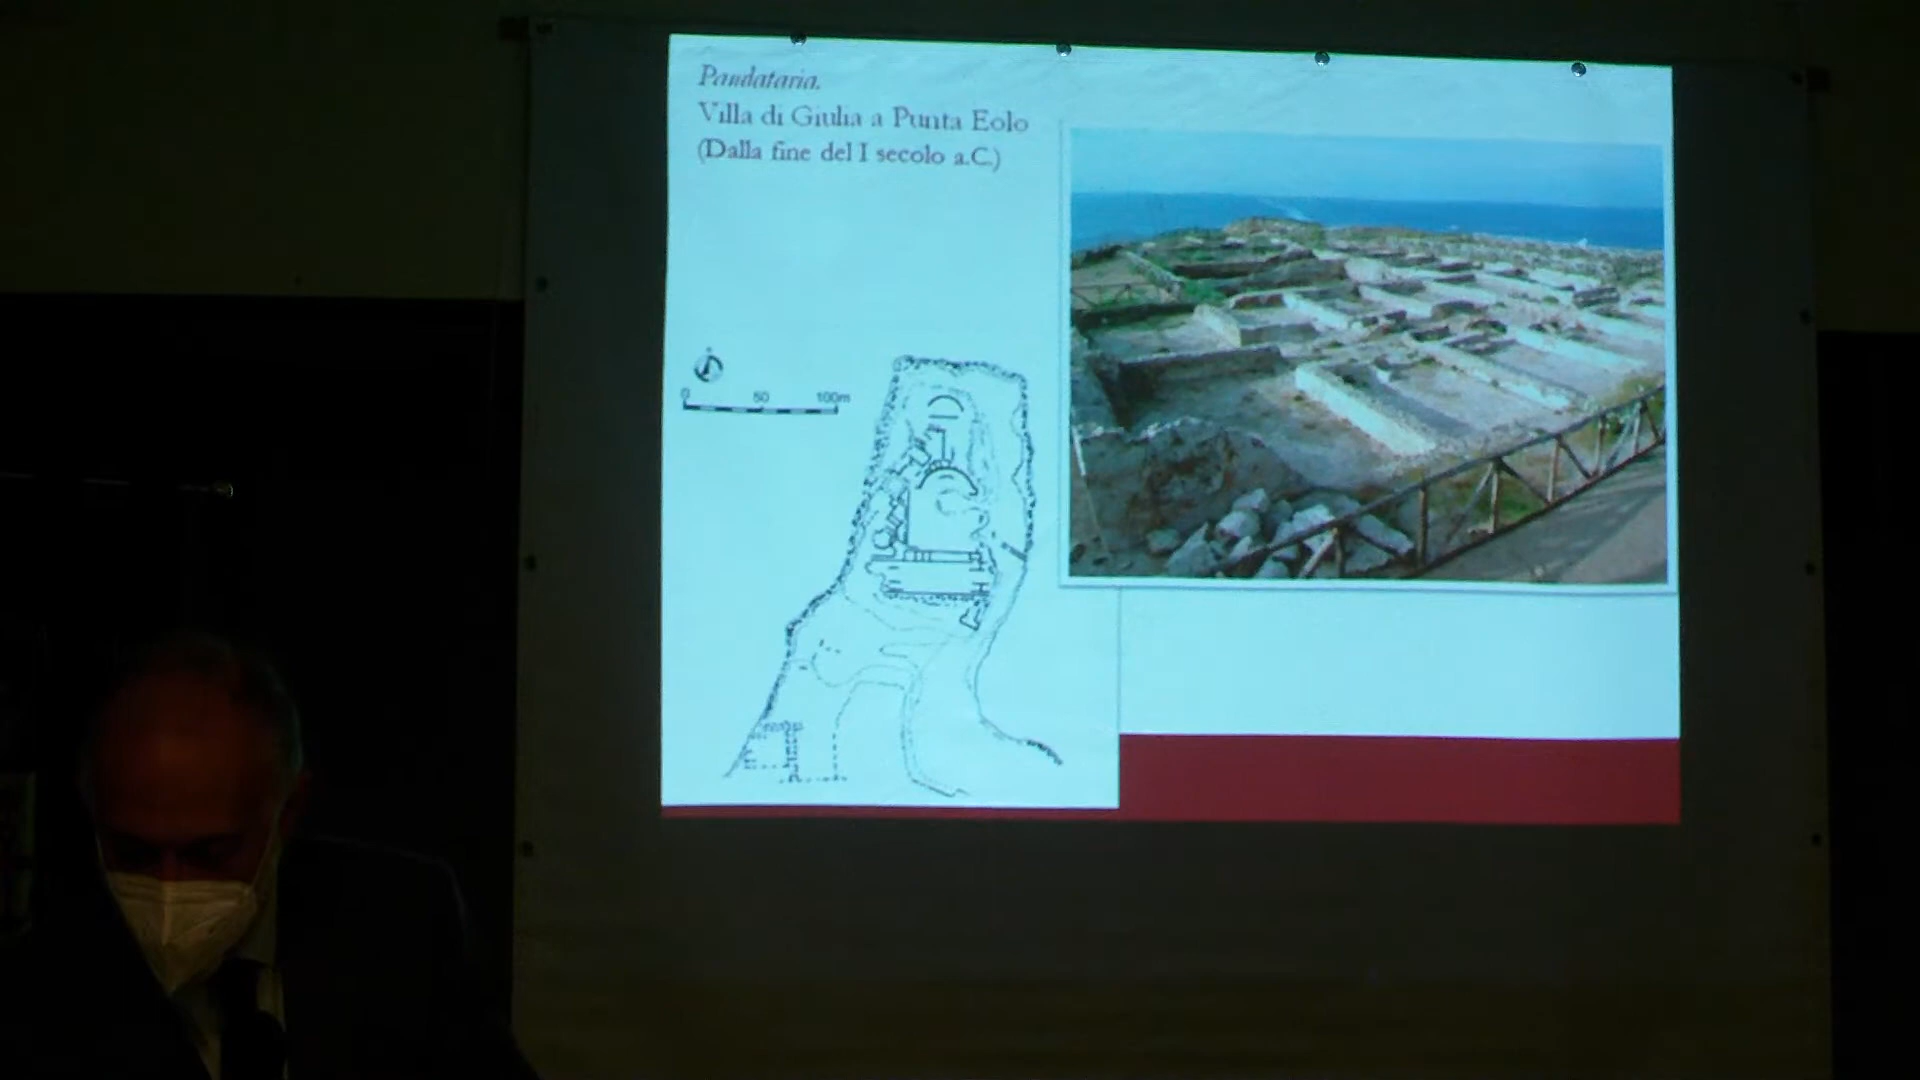 Pandataria.
Villa di Giulia a Punta Eolo
(Dalla fine del I secolo a.C.)
0 50 100m